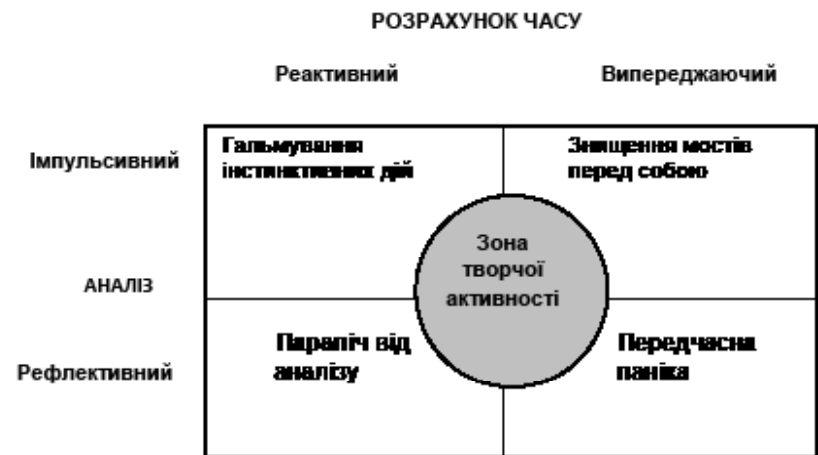 РОЗРАХУНОК ЧАСУ
Реактивний Випереджаючий
Імпульсивний
Гальмування
інстинктивних дій
Знищення мостів
перед собою
Зона
творчої
активності
АНАЛІЗ
Рефлективний
Параліч від
аналізу
Передчасна
паніка